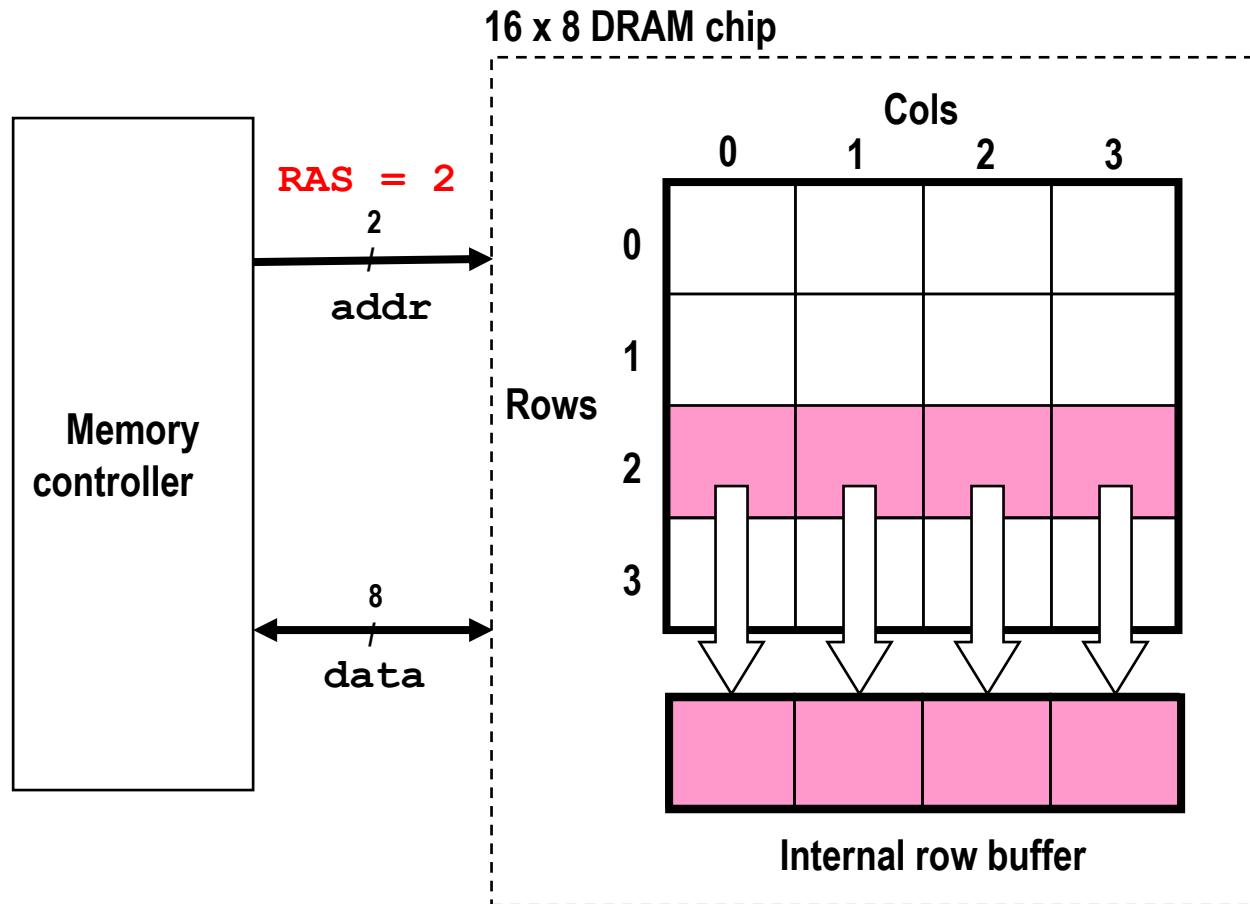 16 x 8 DRAM chip
Cols
0 1 2 3
RAS = 2
2
addr
0
1
Rows
2
3
Memory
controller
8
data
Internal row buffer